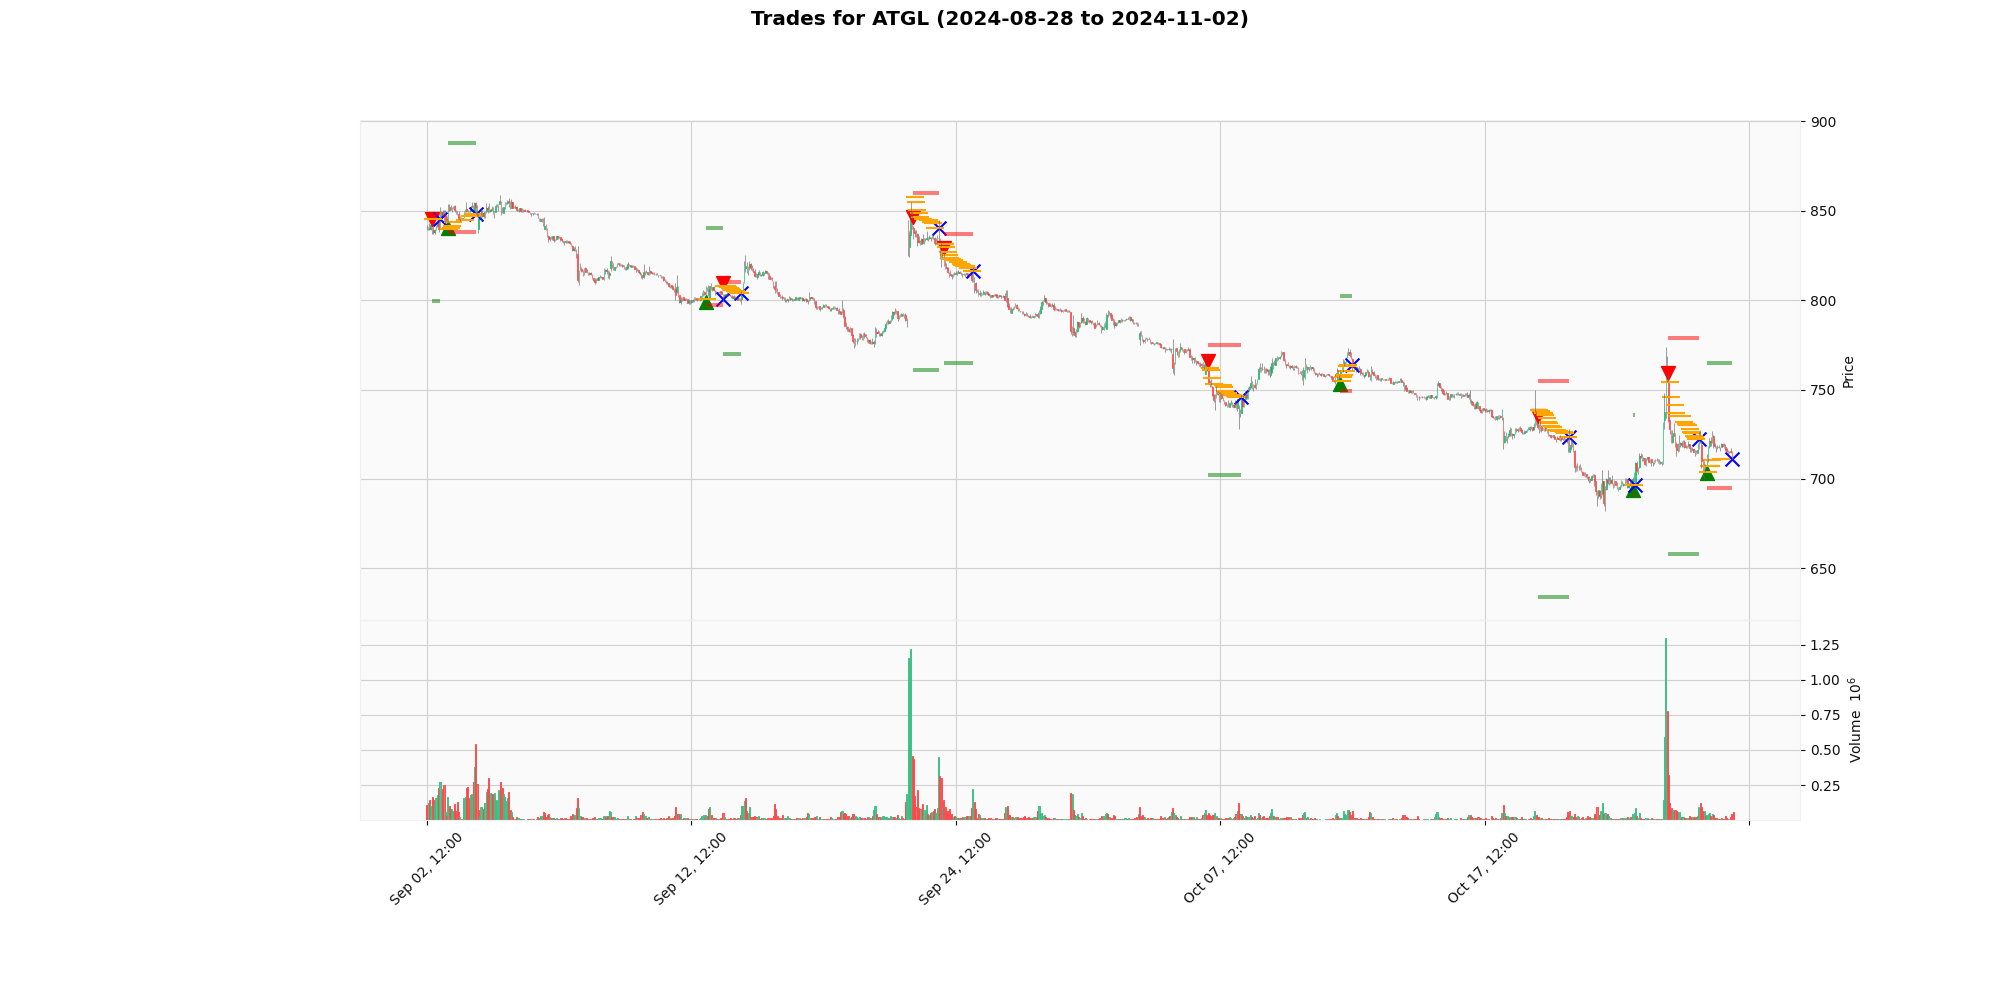 Trades for ATGL (2024-08-28 to 2024-11-02)
900
850
800
750
700
650
Price
1.25
1.00
0.75
0.50
0.25
Volume 10^6
Sep 02, 12:00
Sep 12, 12:00
Sep 24, 12:00
Oct 07, 12:00
Oct 17, 12:00